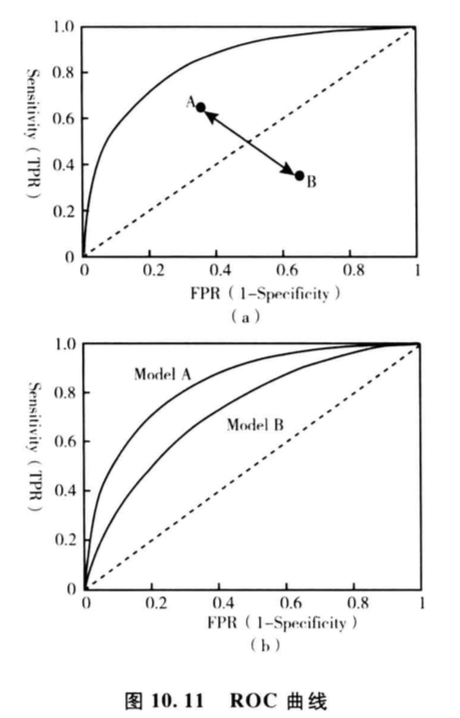 1.0
0.8
0.6
0.4
0.2
0
Sensitivity（TPR）
A
B
0 0.2 0.4 0.6 0.8 1
FPR（1-Specificity）
（a）
1.0
0.8
0.6
0.4
0.2
0
Sensitivity（TPR）
Model A
Model B
0 0.2 0.4 0.6 0.8 1
FPR（1-Specificity）
（b）
图 10.11 ROC 曲线